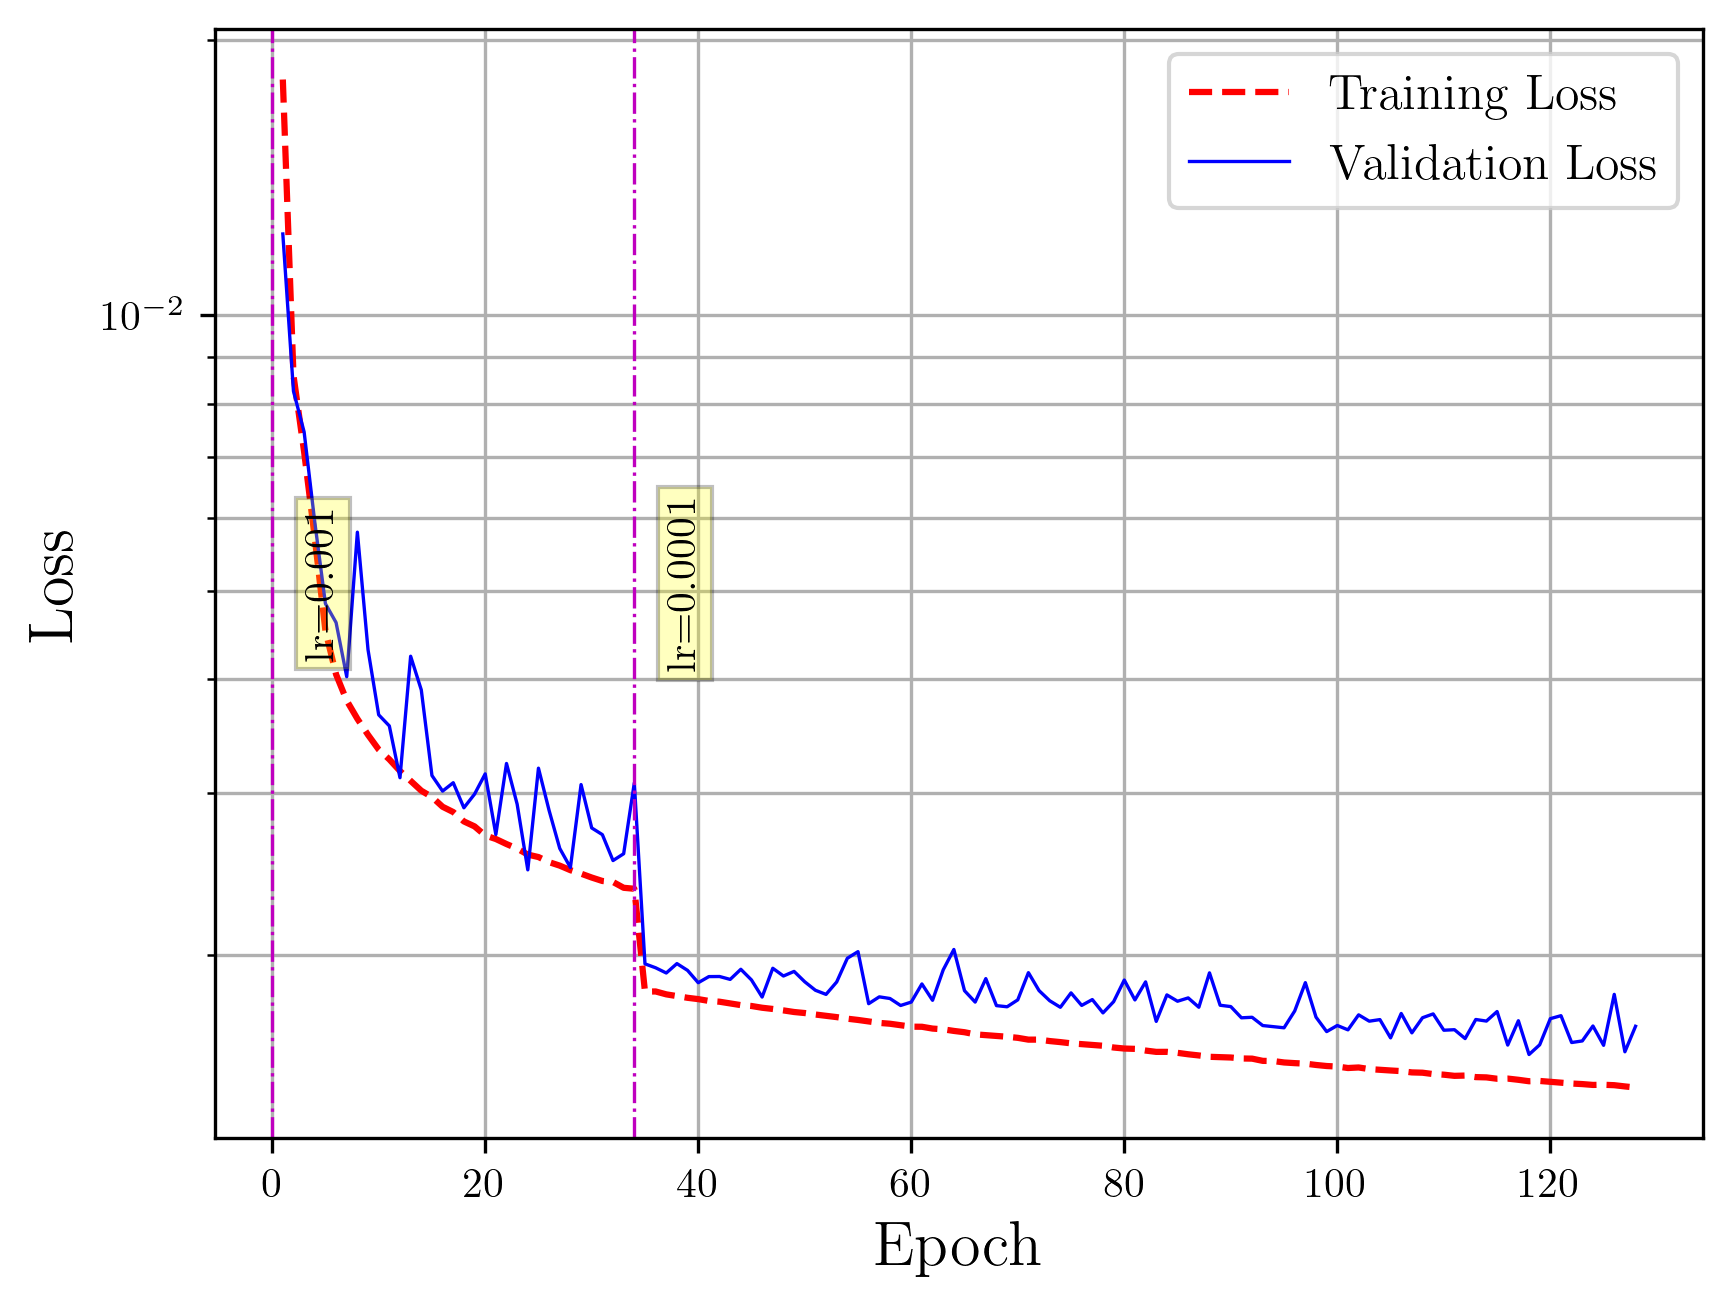 Training Loss
Validation Loss
10⁻²
lr=0.001
lr=0.0001
Loss
0 20 40 60 80 100 120
Epoch